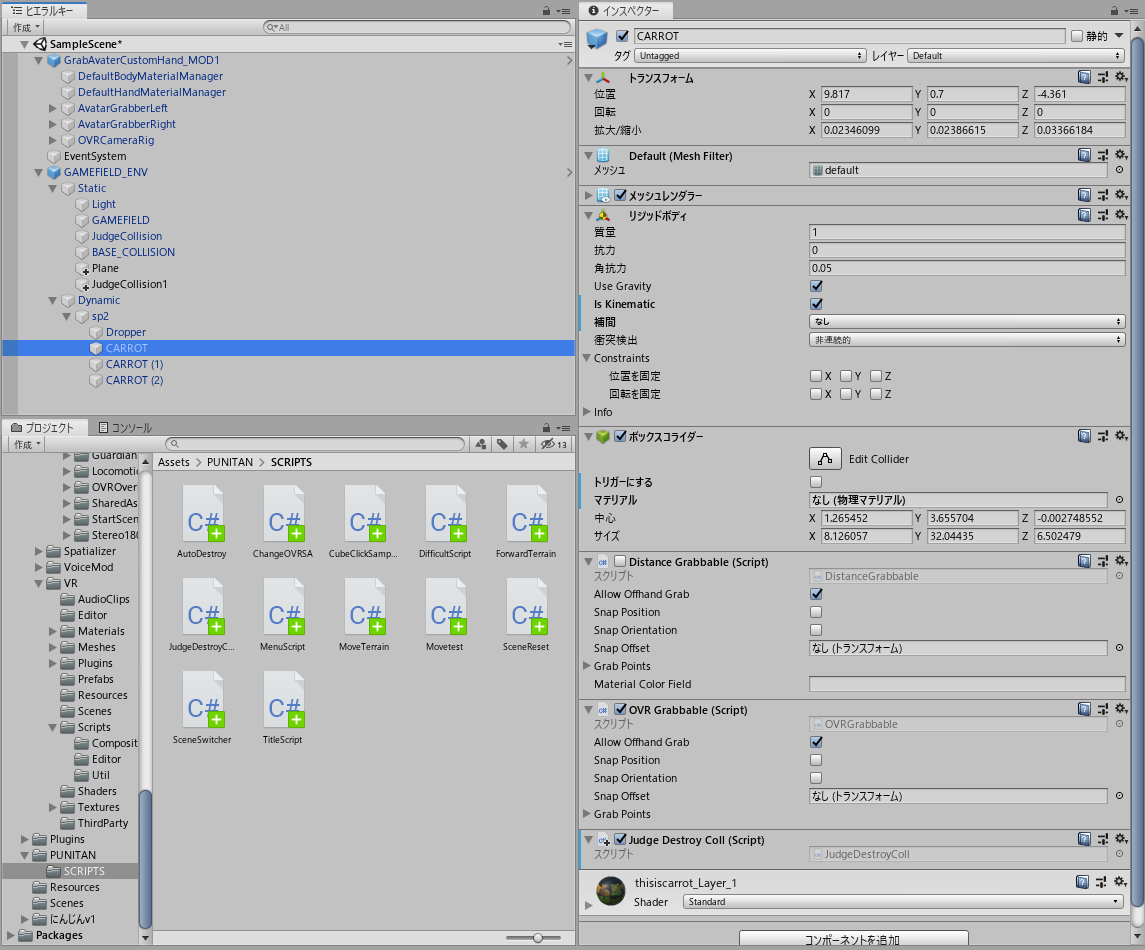 ヒエラルキー
作成
All
SampleScene*
GrabAvaterCustomHand_MOD1
DefaultBodyMaterialManager
DefaultHandMaterialManager
AvatarGrabberLeft
AvatarGrabberRight
OVRCameraRig
EventSystem
GAMEFIELD_ENV
Static
Light
GAMEFIELD
JudgeCollision
BASE_COLLISION
Plane
JudgeCollision1
Dynamic
sp2
Dropper
CARROT
CARROT (1)
CARROT (2)
プロジェクト コンソール
作成
13
Guardian
Locomotio
OVROver
SharedAs
StartScen
Stereo180
Spatializer
VoiceMod
VR
AudioClips
Editor
Materials
Meshes
Plugins
Prefabs
Resources
Scenes
Scripts
Composit
Editor
Util
Shaders
Textures
ThirdParty
Plugins
PUNITAN
SCRIPTS
Resources
Scenes
にんじんv1
Packages
Assets PUNITAN SCRIPTS
AutoDestroy ChangeOVRSA CubeClickSamp... DifficultScript ForwardTerrain
JudgeDestroyC... MenuScript MoveTerrain Movetest SceneReset
SceneSwitcher TitleScript
インスペクター
CARROT 静的
タグ Untagged レイヤー Default
トランスフォーム
位置 X 9.817 Y 0.7 Z -4.361
回転 X 0 Y 0 Z 0
拡大/縮小 X 0.02346099 Y 0.02386615 Z 0.03366184
Default (Mesh Filter)
メッシュ default
メッシュレンダラー
リジッドボディ
質量 1
抗力 0
角抗力 0.05
Use Gravity
Is Kinematic
補間 なし
衝突検出 非連続的
Constraints
位置を固定 X Y Z
回転を固定 X Y Z
Info
ボックスコライダー
Edit Collider
トリガーにする
マテリアル なし (物理マテリアル)
中心 X 1.265452 Y 3.655704 Z -0.002748552
サイズ X 8.126057 Y 32.04435 Z 6.502479
Distance Grabbable (Script)
スクリプト DistanceGrabbable
Allow Offhand Grab
Snap Position
Snap Orientation
Snap Offset なし (トランスフォーム)
Grab Points
Material Color Field
OVR Grabbable (Script)
スクリプト OVRGrabbable
Allow Offhand Grab
Snap Position
Snap Orientation
Snap Offset なし (トランスフォーム)
Grab Points
Judge Destroy Coll (Script)
スクリプト JudgeDestroyColl
thisiscarrot_Layer_1
Shader Standard
コンポーネントを追加